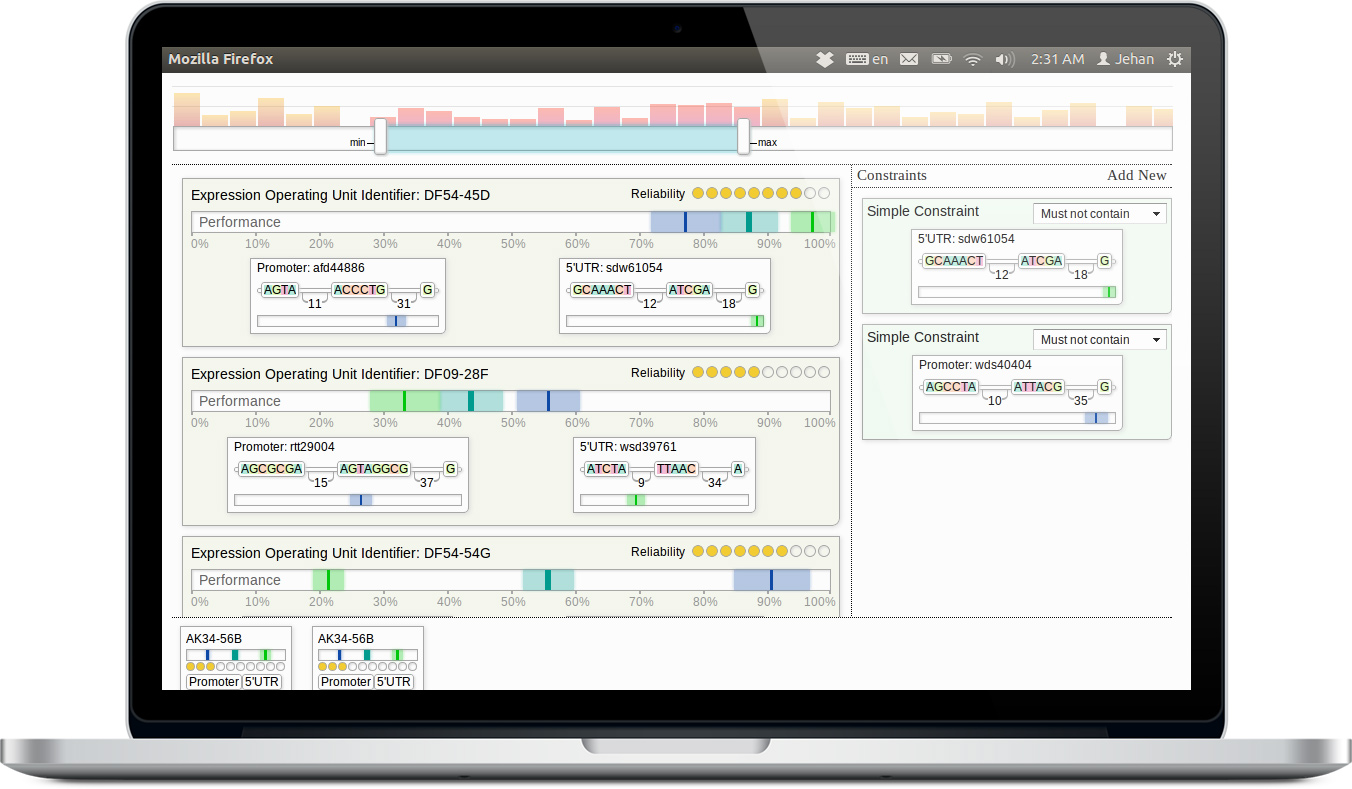 Mozilla Firefox en 2:31 AM Jehan
min max
Constraints Add New
Expression Operating Unit Identifier: DF54-45D Reliability
Performance
0% 10% 20% 30% 40% 50% 60% 70% 80% 90% 100%
Promoter: afd44886
AGTA ACCCTG G
11 31
5'UTR: sdw61054
GCAAACT ATCGA G
12 18
Expression Operating Unit Identifier: DF09-28F Reliability
Performance
0% 10% 20% 30% 40% 50% 60% 70% 80% 90% 100%
Promoter: rtt29004
AGCGCGA AGTAGGCG G
15 37
5'UTR: wsd39761
ATCTA TTAAC A
9 34
Expression Operating Unit Identifier: DF54-54G Reliability
Performance
0% 10% 20% 30% 40% 50% 60% 70% 80% 90% 100%
Simple Constraint Must not contain
5'UTR: sdw61054
GCAAACT ATCGA G
12 18
Simple Constraint Must not contain
Promoter: wds40404
AGCCTA ATTACG G
10 35
AK34-56B
Promoter 5'UTR
AK34-56B
Promoter 5'UTR